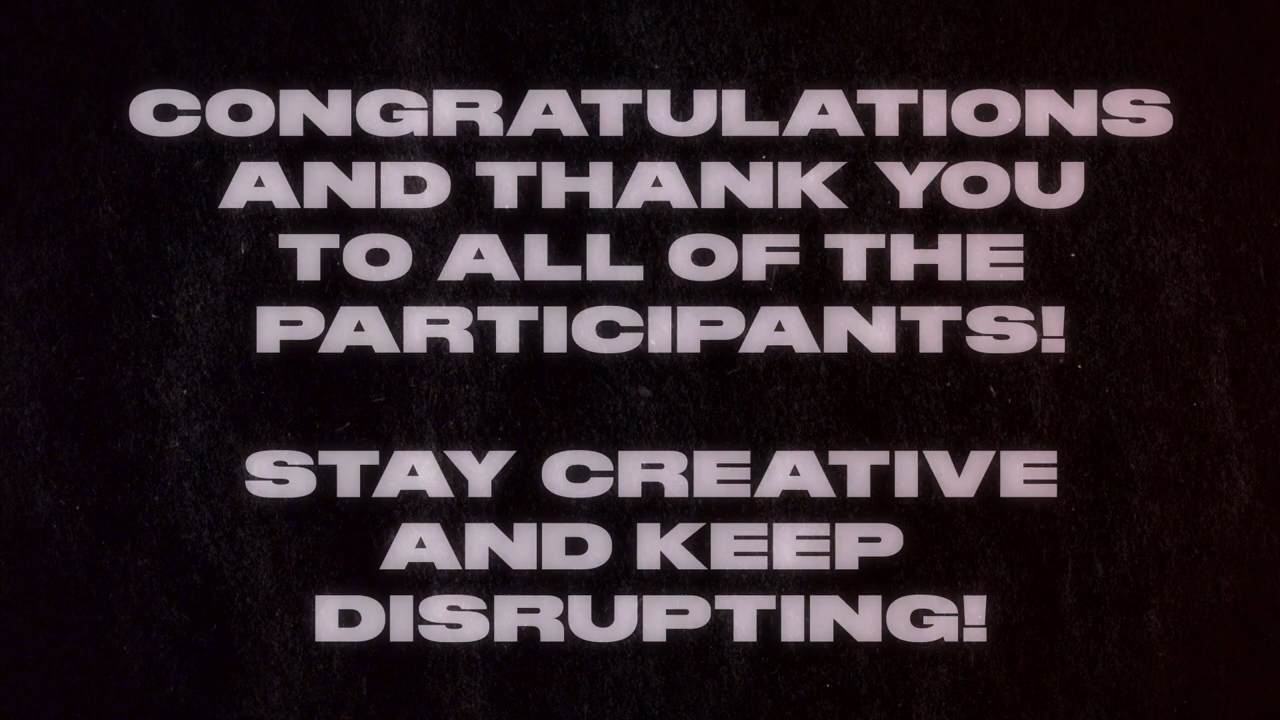 CONGRATULATIONS
AND THANK YOU
TO ALL OF THE
PARTICIPANTS!
STAY CREATIVE
AND KEEP
DISRUPTING!